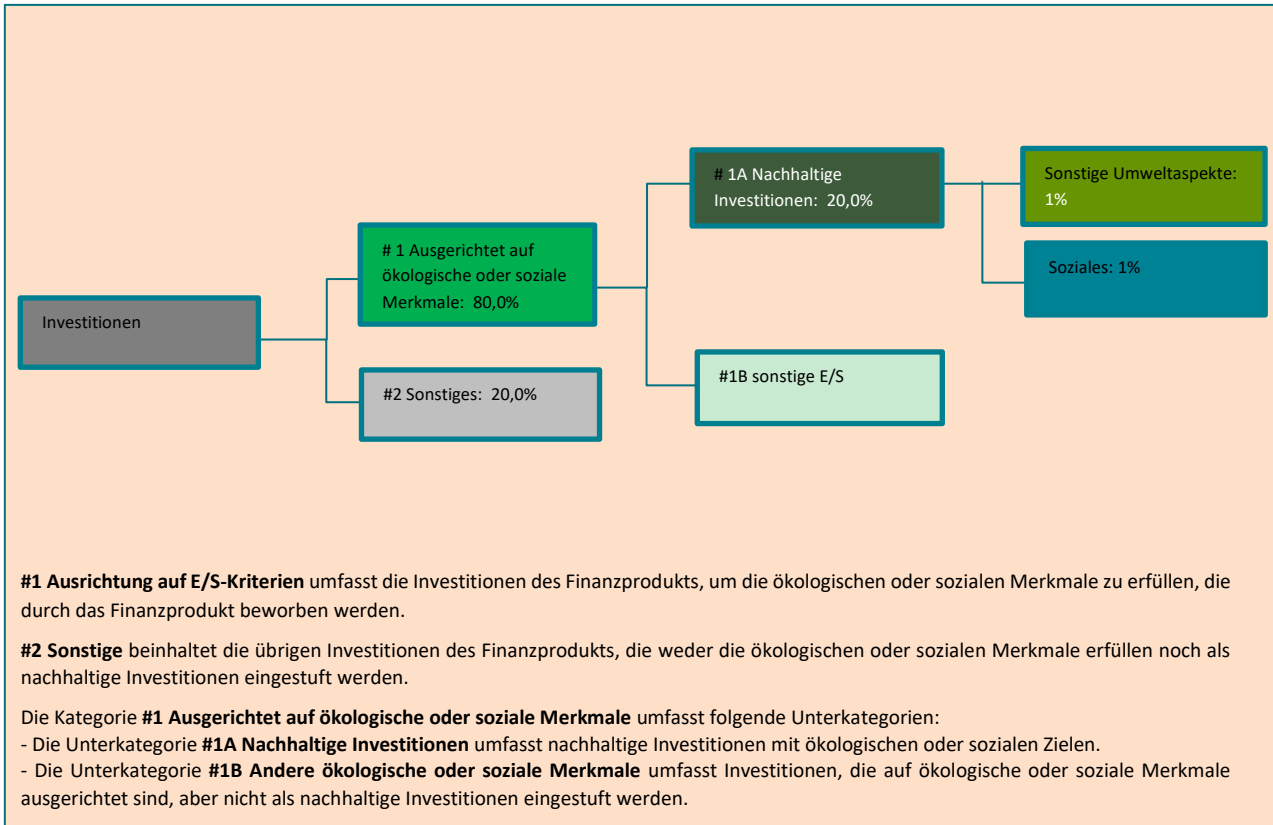 # 1A Nachhaltige
Investitionen: 20,0%
Sonstige Umweltaspekte:
1%
# 1 Ausgerichtet auf
ökologische oder soziale
Merkmale: 80,0%
Soziales: 1%
Investitionen
#2 Sonstiges: 20,0%
#1B sonstige E/S
#1 Ausrichtung auf E/S-Kriterien umfasst die Investitionen des Finanzprodukts, um die ökologischen oder sozialen Merkmale zu erfüllen, die
durch das Finanzprodukt beworben werden.
#2 Sonstige beinhaltet die übrigen Investitionen des Finanzprodukts, die weder die ökologischen oder sozialen Merkmale erfüllen noch als
nachhaltige Investitionen eingestuft werden.
Die Kategorie #1 Ausgerichtet auf ökologische oder soziale Merkmale umfasst folgende Unterkategorien:
- Die Unterkategorie #1A Nachhaltige Investitionen umfasst nachhaltige Investitionen mit ökologischen oder sozialen Zielen.
- Die Unterkategorie #1B Andere ökologische oder soziale Merkmale umfasst Investitionen, die auf ökologische oder soziale Merkmale
ausgerichtet sind, aber nicht als nachhaltige Investitionen eingestuft werden.